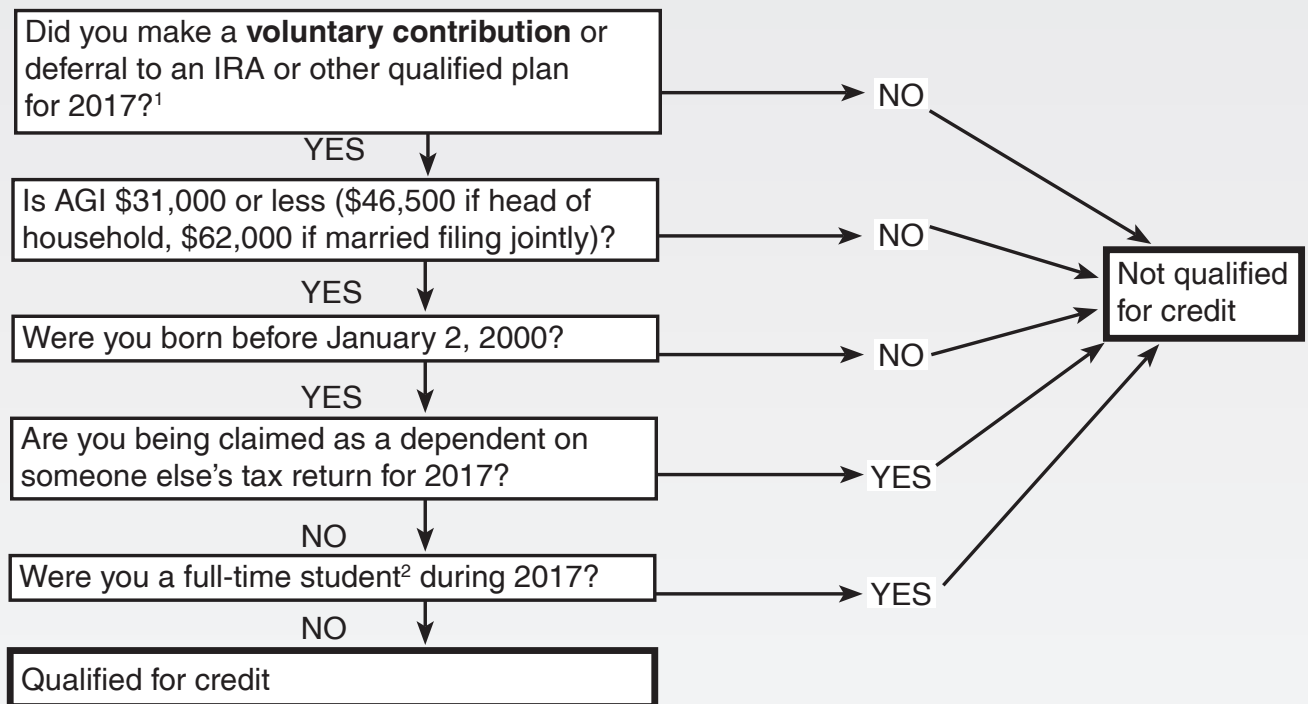 Did you make a voluntary contribution or
deferral to an IRA or other qualified plan
for 2017?¹
NO
YES
Is AGI $31,000 or less ($46,500 if head of
household, $62,000 if married filing jointly)?
NO
YES
Were you born before January 2, 2000?
NO
YES
Are you being claimed as a dependent on
someone else’s tax return for 2017?
YES
NO
Were you a full-time student² during 2017?
YES
NO
Qualified for credit
Not qualified
for credit